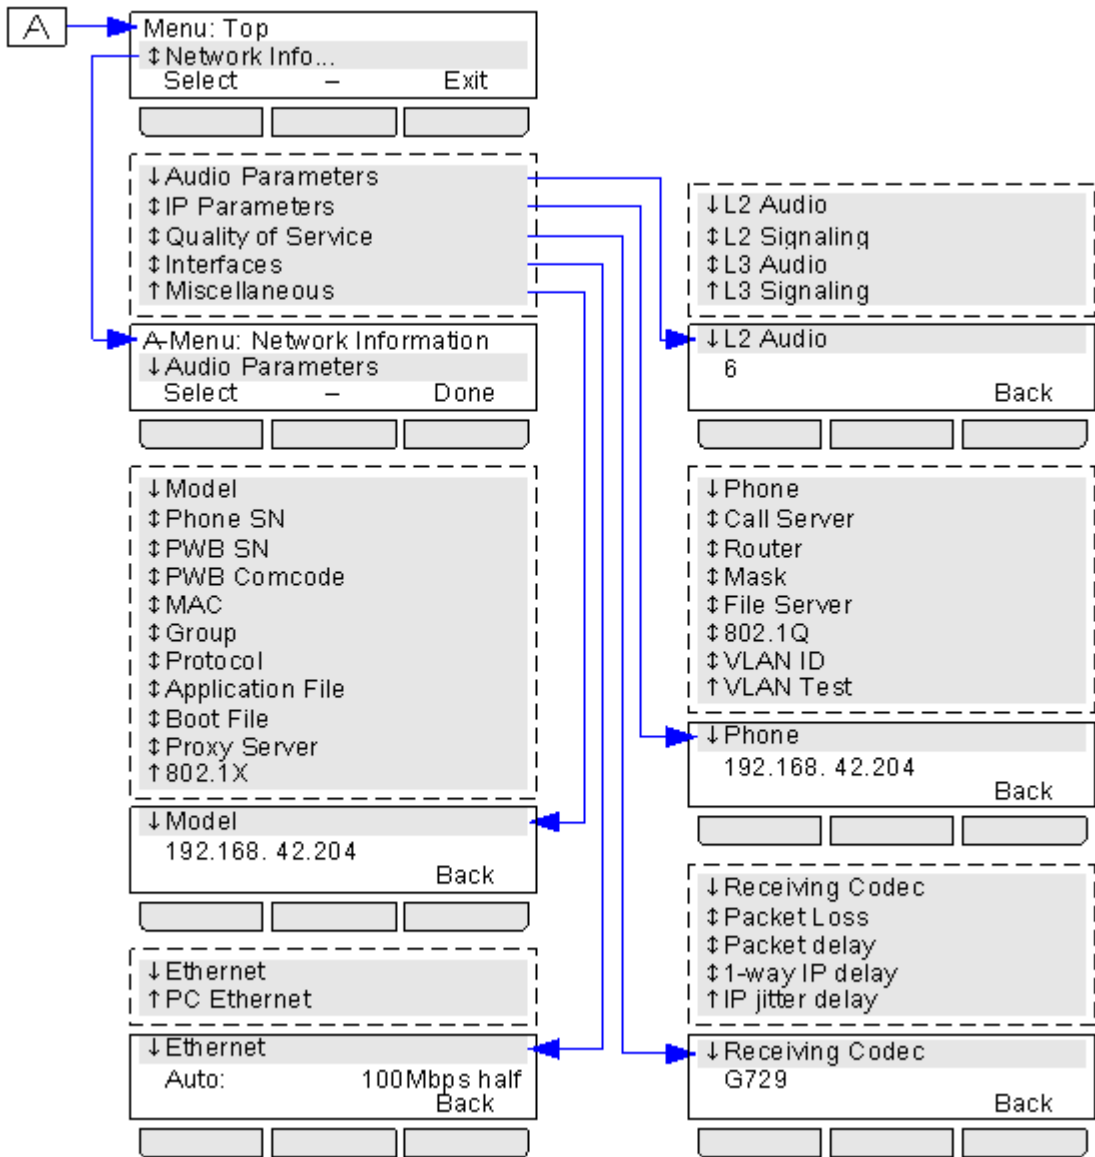 A
Menu: Top
↕Network Info...
Select – Exit
↓Audio Parameters
↕IP Parameters
↕Quality of Service
↕Interfaces
↑Miscellaneous
A-Menu: Network Information
↓Audio Parameters
Select – Done
↓Model
↕Phone SN
↕PWB SN
↕PWB Comcode
↕MAC
↕Group
↕Protocol
↕Application File
↕Boot File
↕Proxy Server
↑802.1X
↓Model
192.168. 42.204
Back
↓Ethernet
↑PC Ethernet
↓Ethernet
Auto: 100Mbps half
Back
↓L2 Audio
↕L2 Signaling
↕L3 Audio
↑L3 Signaling
↓L2 Audio
6
Back
↓Phone
↕Call Server
↕Router
↕Mask
↕File Server
↕802.1Q
↕VLAN ID
↑VLAN Test
↓Phone
192.168. 42.204
Back
↓Receiving Codec
↕Packet Loss
↕Packet delay
↕1-way IP delay
↑IP jitter delay
↓Receiving Codec
G729
Back